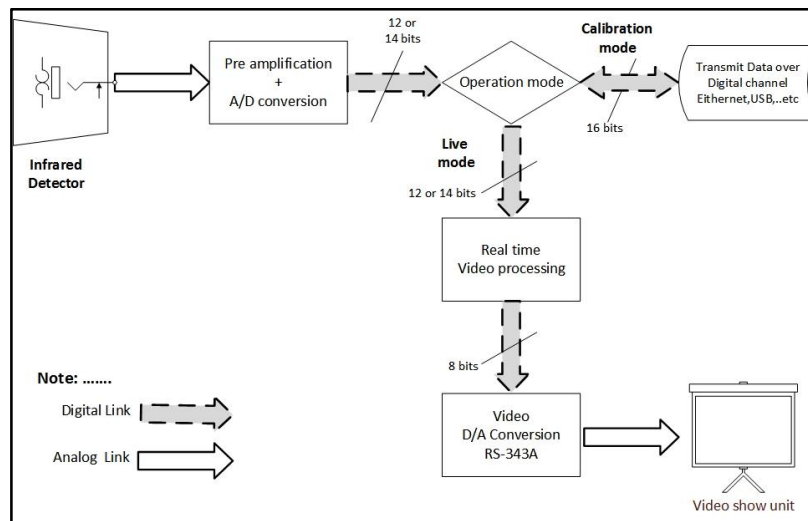 12 or
14 bits
Calibration
mode
Pre amplification
+
A/D conversion
Operation mode
Transmit Data over
Digital channel
Eithernet,USB,..etc
16 bits
Infrared
Detector
Live
mode
12 or 14 bits
Real time
Video processing
8 bits
Note: .......
Digital Link
Analog Link
Video
D/A Conversion
RS-343A
Video show unit